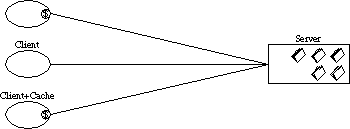 $
Client
Server
Client+Cache
$